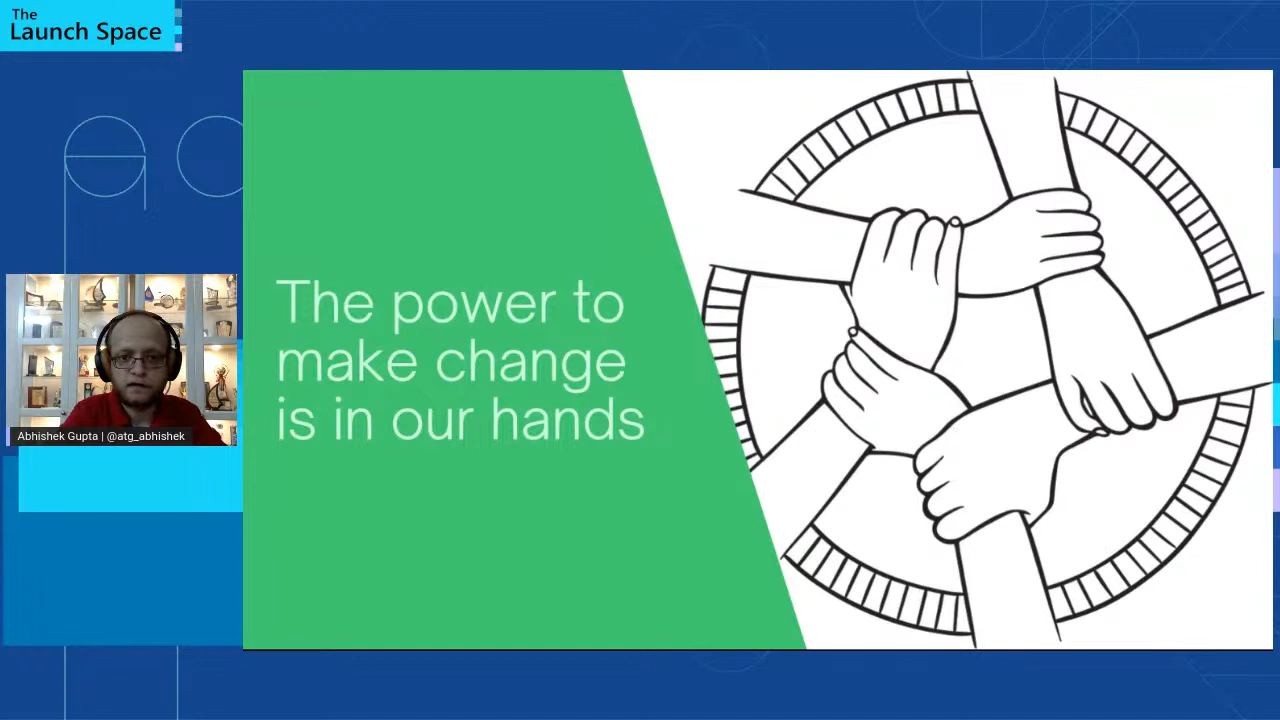 The
Launch Space
The power to
make change
is in our hands
Abhishek Gupta | @atg_abhishek